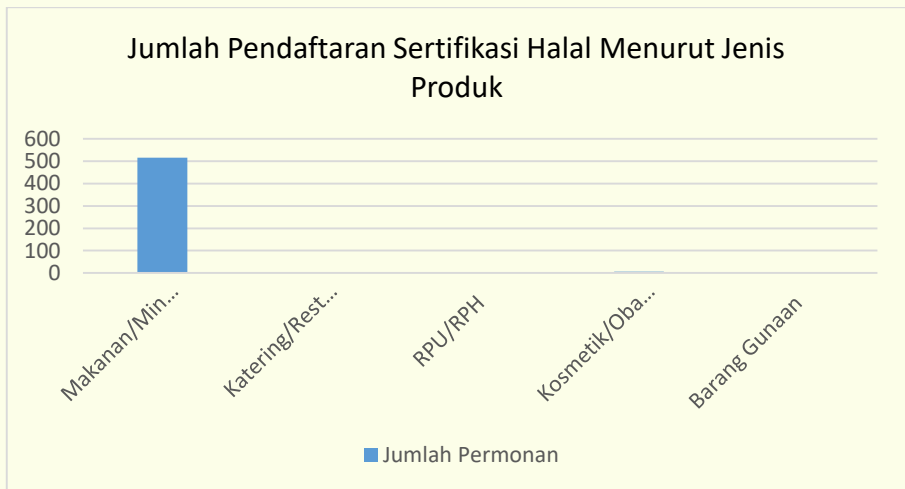 Jumlah Pendaftaran Sertifikasi Halal Menurut Jenis
Produk
600
500
400
300
200
100
0
Makanan/Min...
Katering/Rest...
RPU/RPH
Kosmetik/Oba...
Barang Gunaan
Jumlah Permonan